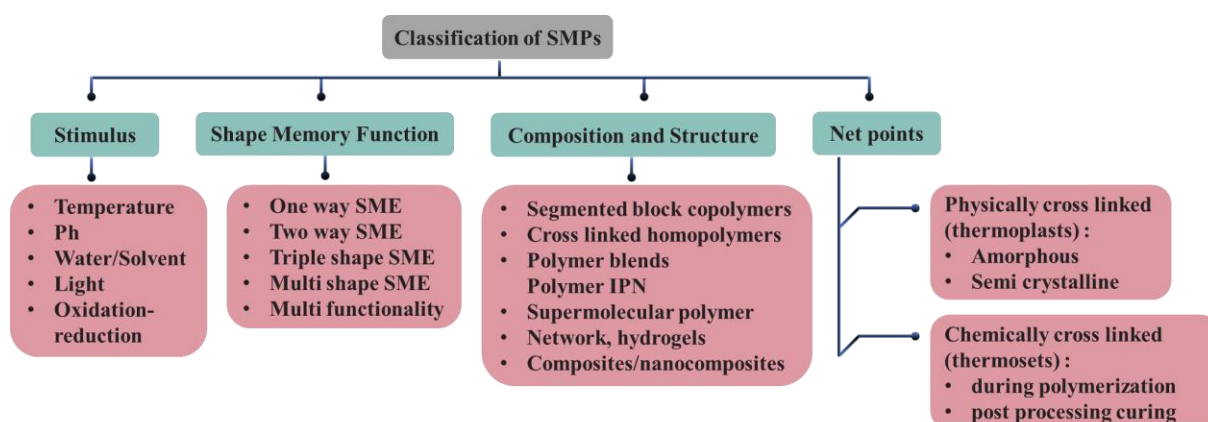 Classification of SMPs
Stimulus
Shape Memory Function
Composition and Structure
Net points
• Temperature
• Ph
• Water/Solvent
• Light
• Oxidation-
reduction
• One way SME
• Two way SME
• Triple shape SME
• Multi shape SME
• Multi functionality
• Segmented block copolymers
• Cross linked homopolymers
• Polymer blends
Polymer IPN
• Supermolecular polymer
• Network, hydrogels
• Composites/nanocomposites
Physically cross linked
(thermoplasts) :
• Amorphous
• Semi crystalline
Chemically cross linked
(thermosets) :
• during polymerization
• post processing curing